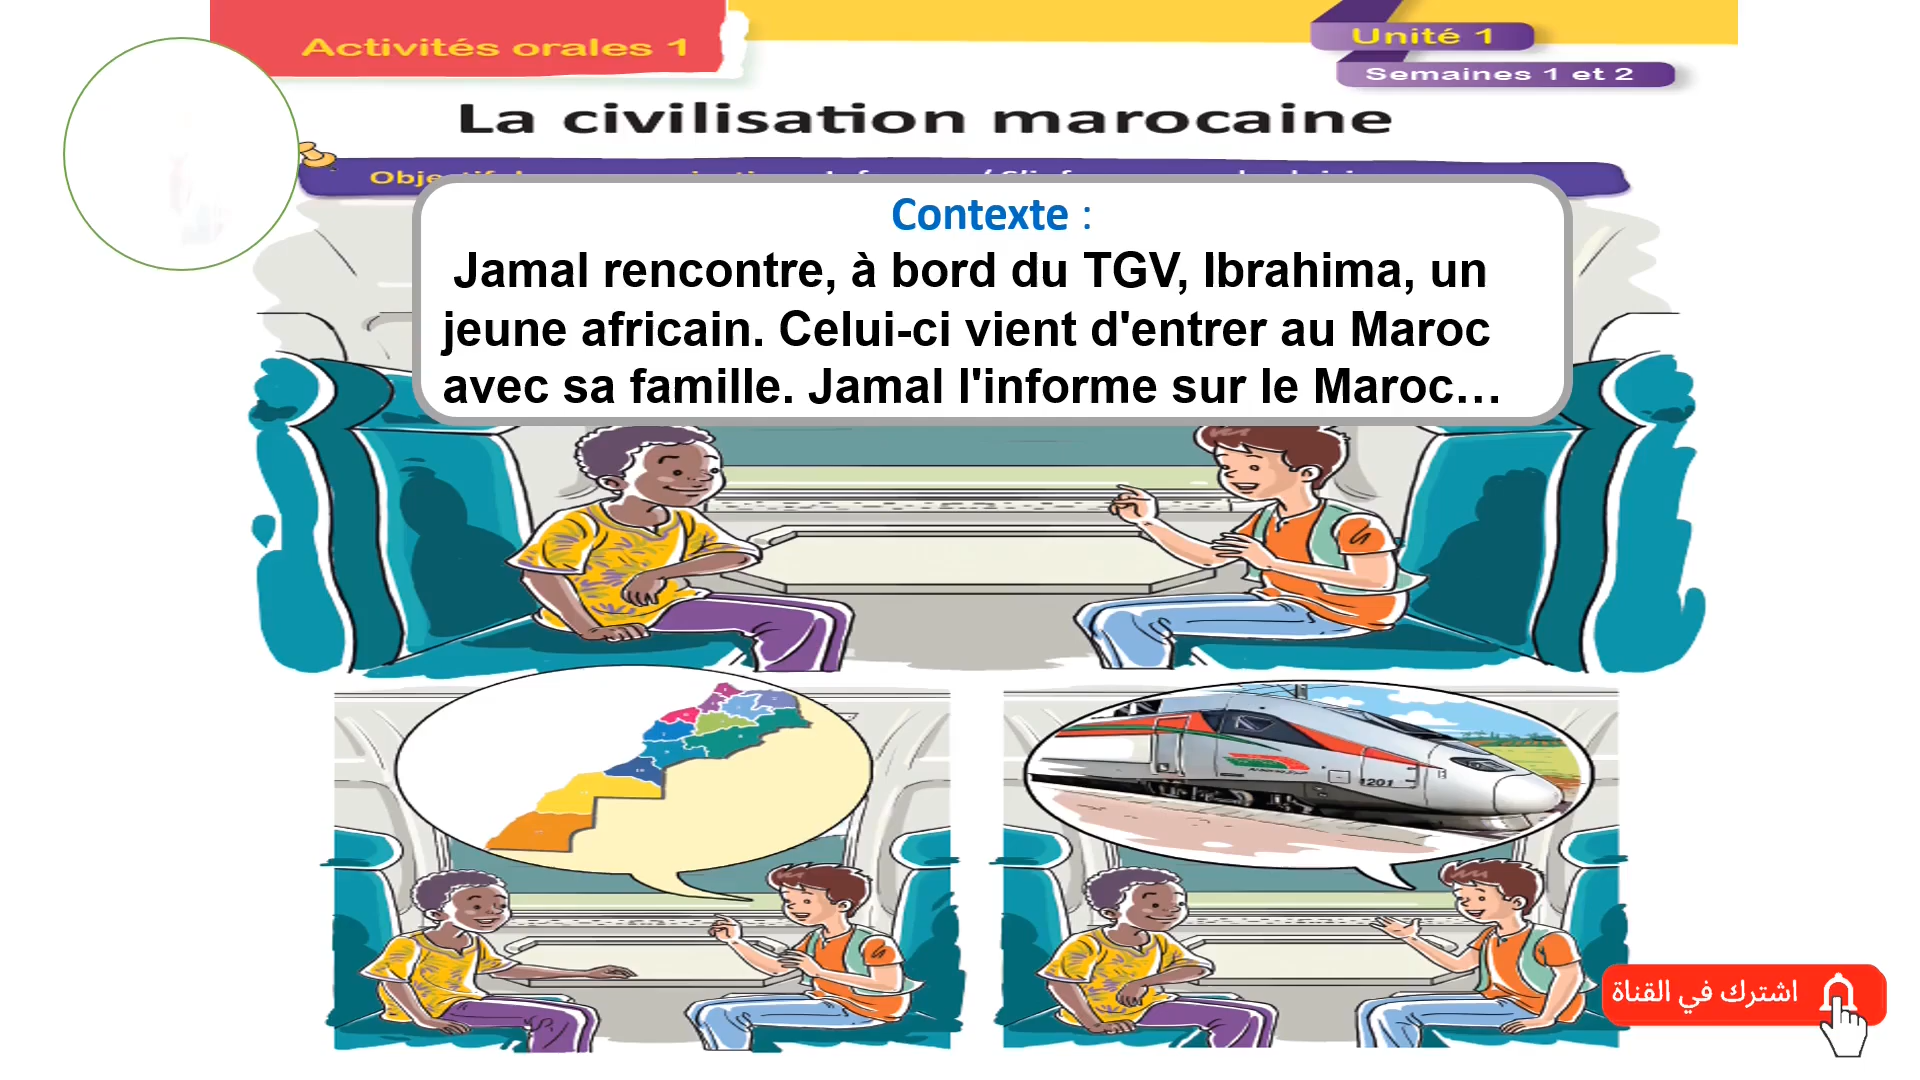 Activités orales 1
Unité 1
Semaines 1 et 2
La civilisation marocaine
Contexte :
Jamal rencontre, à bord du TGV, Ibrahima, un
jeune africain. Celui-ci vient d'entrer au Maroc
avec sa famille. Jamal l'informe sur le Maroc…
1201
اشترك في القناة